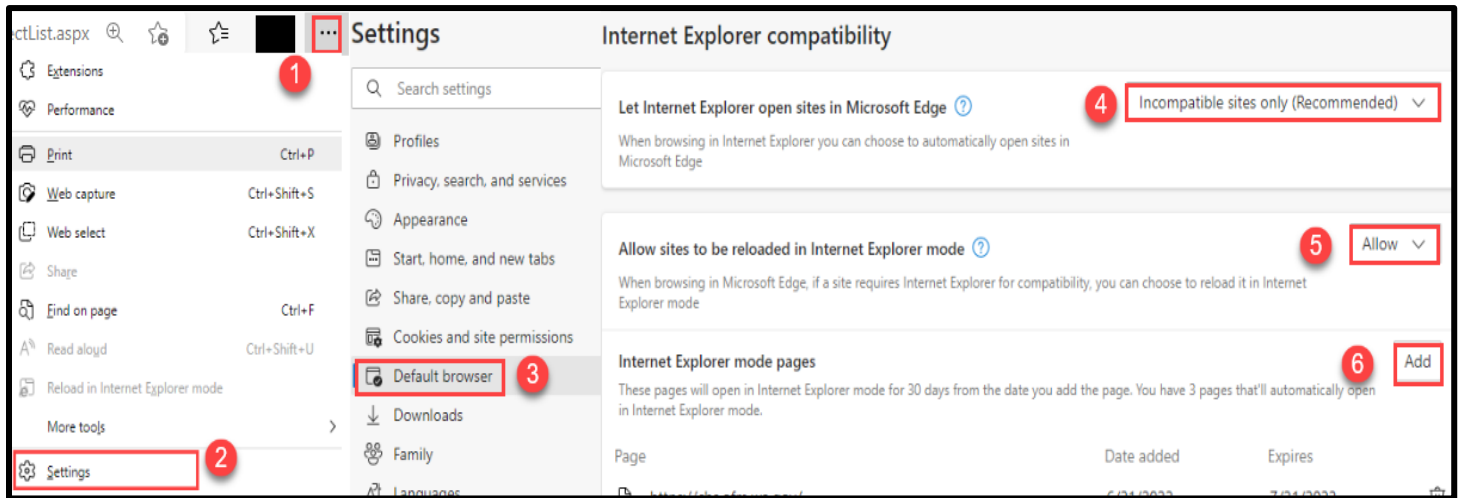 ctList.aspx
1
Extensions
Performance
Print Ctrl+P
Web capture Ctrl+Shift+S
Web select Ctrl+Shift+X
Share
Find on page Ctrl+F
Read aloud Ctrl+Shift+U
Reload in Internet Explorer mode
More tools
2
Settings
Settings
Search settings
Profiles
Privacy, search, and services
Appearance
Start, home, and new tabs
Share, copy and paste
Cookies and site permissions
Default browser 3
Downloads
Family
Languages
Internet Explorer compatibility
Let Internet Explorer open sites in Microsoft Edge 4 Incompatible sites only (Recommended)
When browsing in Internet Explorer you can choose to automatically open sites in
Microsoft Edge
Allow sites to be reloaded in Internet Explorer mode 5 Allow
When browsing in Microsoft Edge, if a site requires Internet Explorer for compatibility, you can choose to reload it in Internet
Explorer mode
Internet Explorer mode pages 6 Add
These pages will open in Internet Explorer mode for 30 days from the date you add the page. You have 3 pages that'll automatically open
in Internet Explorer mode.
Page Date added Expires